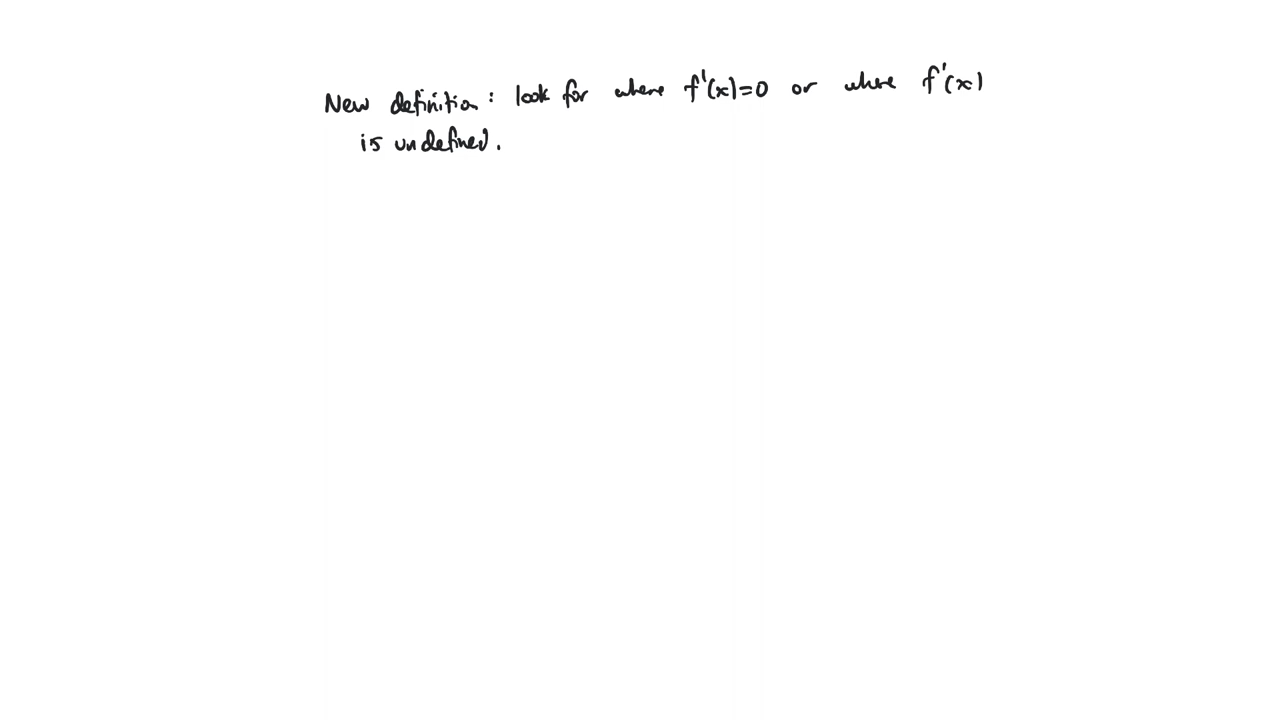 New definition: look for where f'(x)=0 or where f'(x)
is undefined.